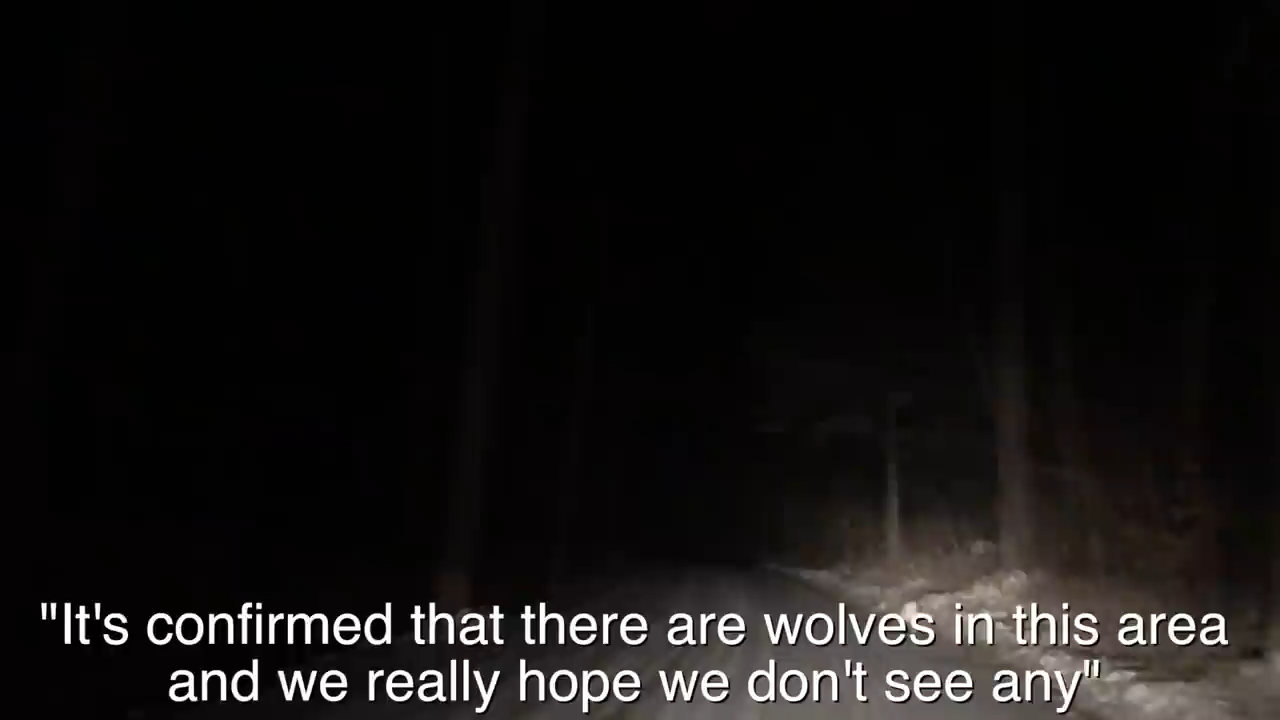 "It's confirmed that there are wolves in this area
and we really hope we don't see any"